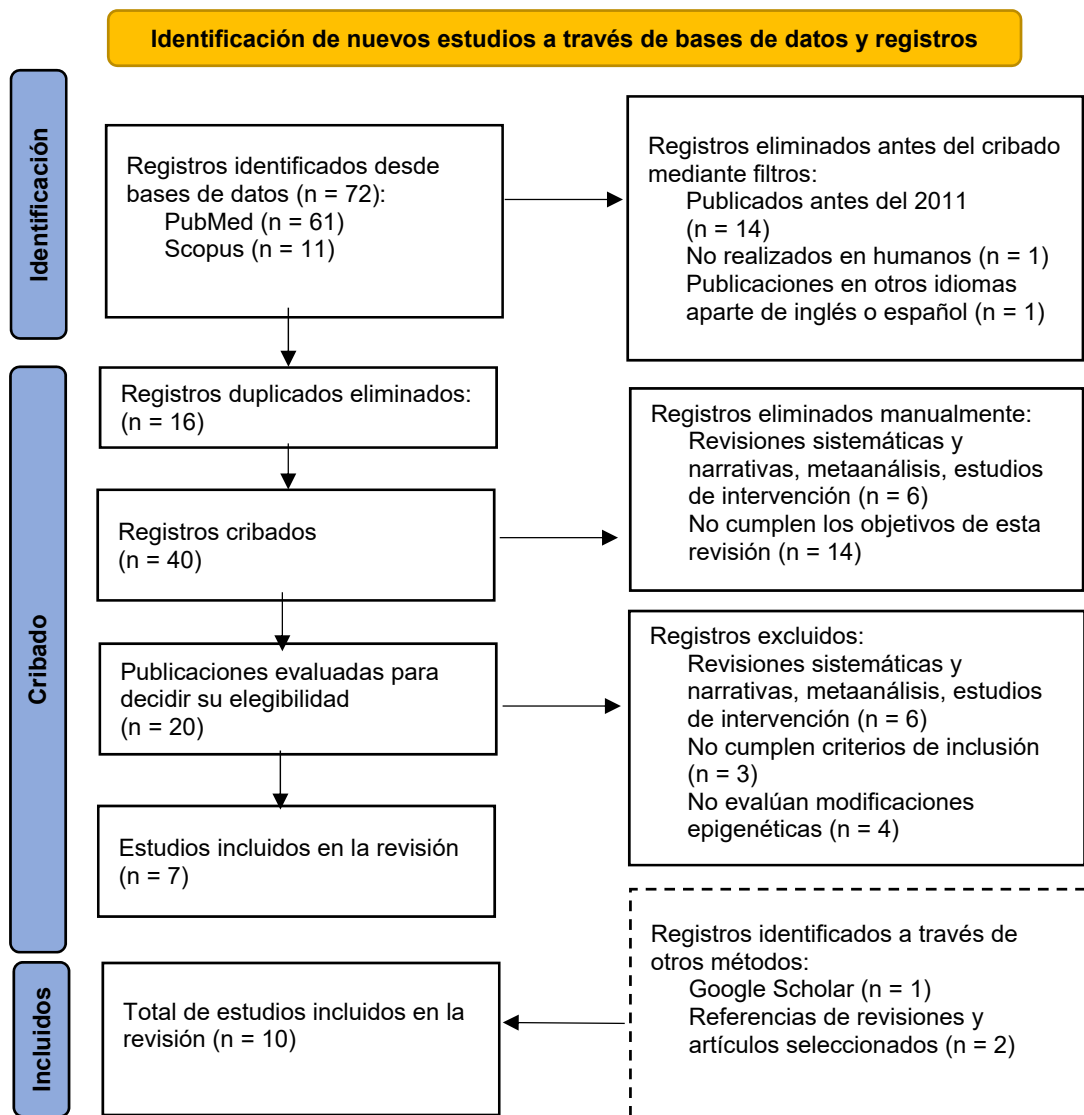 Identificación de nuevos estudios a través de bases de datos y registros
Identificación
Registros identificados desde
bases de datos (n = 72):
PubMed (n = 61)
Scopus (n = 11)
Registros eliminados antes del cribado
mediante filtros:
Publicados antes del 2011
(n = 14)
No realizados en humanos (n = 1)
Publicaciones en otros idiomas
aparte de inglés o español (n = 1)
Cribado
Registros duplicados eliminados:
(n = 16)
Registros cribados
(n = 40)
Registros eliminados manualmente:
Revisiones sistemáticas y
narrativas, metaanálisis, estudios
de intervención (n = 6)
No cumplen los objetivos de esta
revisión (n = 14)
Publicaciones evaluadas para
decidir su elegibilidad
(n = 20)
Registros excluidos:
Revisiones sistemáticas y
narrativas, metaanálisis, estudios
de intervención (n = 6)
No cumplen criterios de inclusión
(n = 3)
No evalúan modificaciones
epigenéticas (n = 4)
Estudios incluidos en la revisión
(n = 7)
Incluidos
Total de estudios incluidos en la
revisión (n = 10)
Registros identificados a través de
otros métodos:
Google Scholar (n = 1)
Referencias de revisiones y
artículos seleccionados (n = 2)